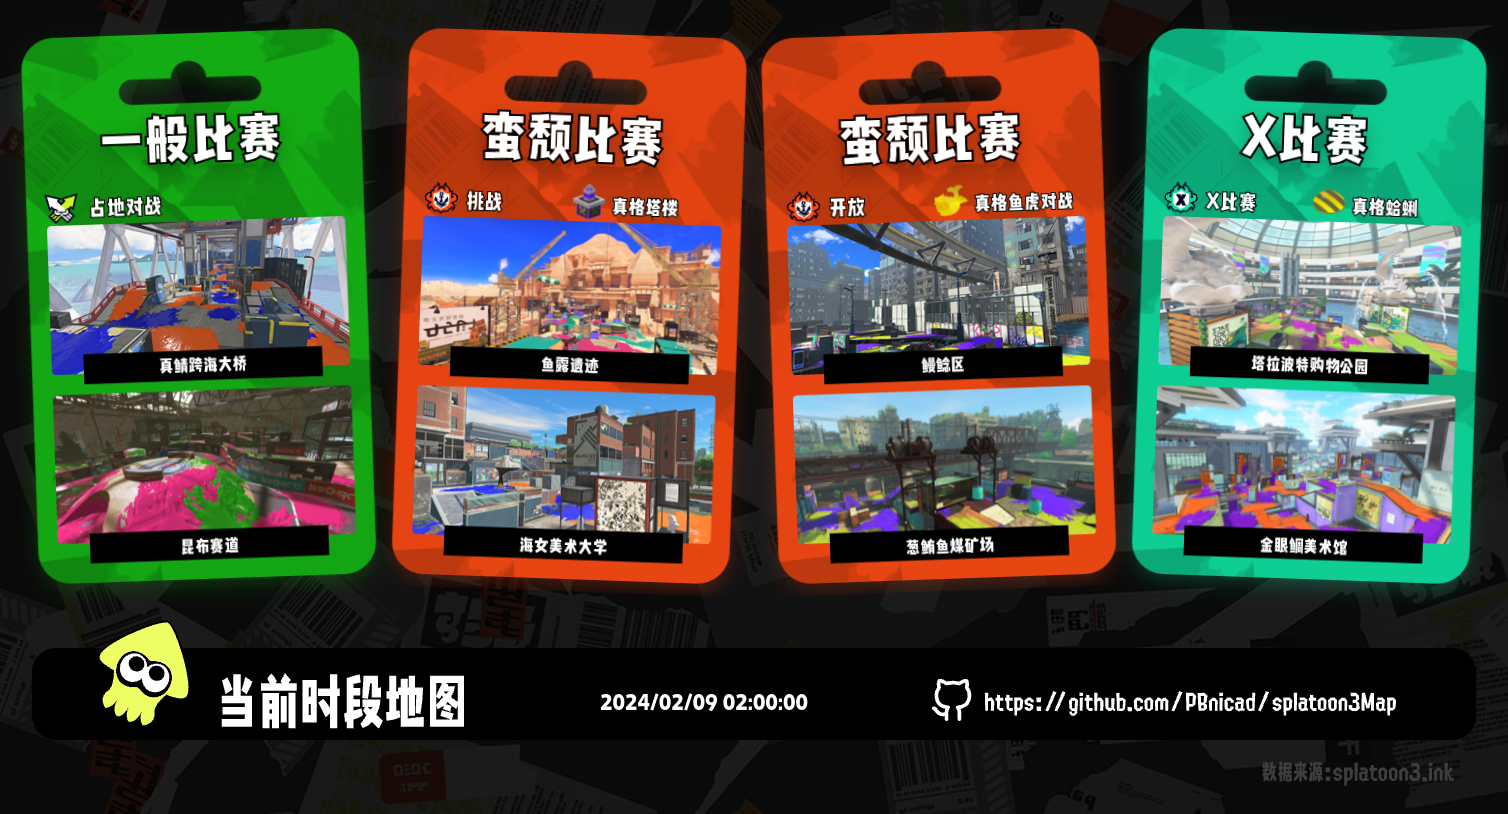 一般比赛
占地对战
真鲭跨海大桥
昆布赛道
蛮颓比赛
挑战
真格塔楼
鱼露遗迹
海女美术大学
蛮颓比赛
开放
真格鱼虎对战
鳗鲶区
葱鲔鱼煤矿场
X比赛
X比赛
真格蛤蜊
塔拉波特购物公园
金眼鲷美术馆
当前时段地图
2024/02/09 02:00:00
https://github.com/PBnicad/splatoon3Map
数据来源:splatoon3.ink